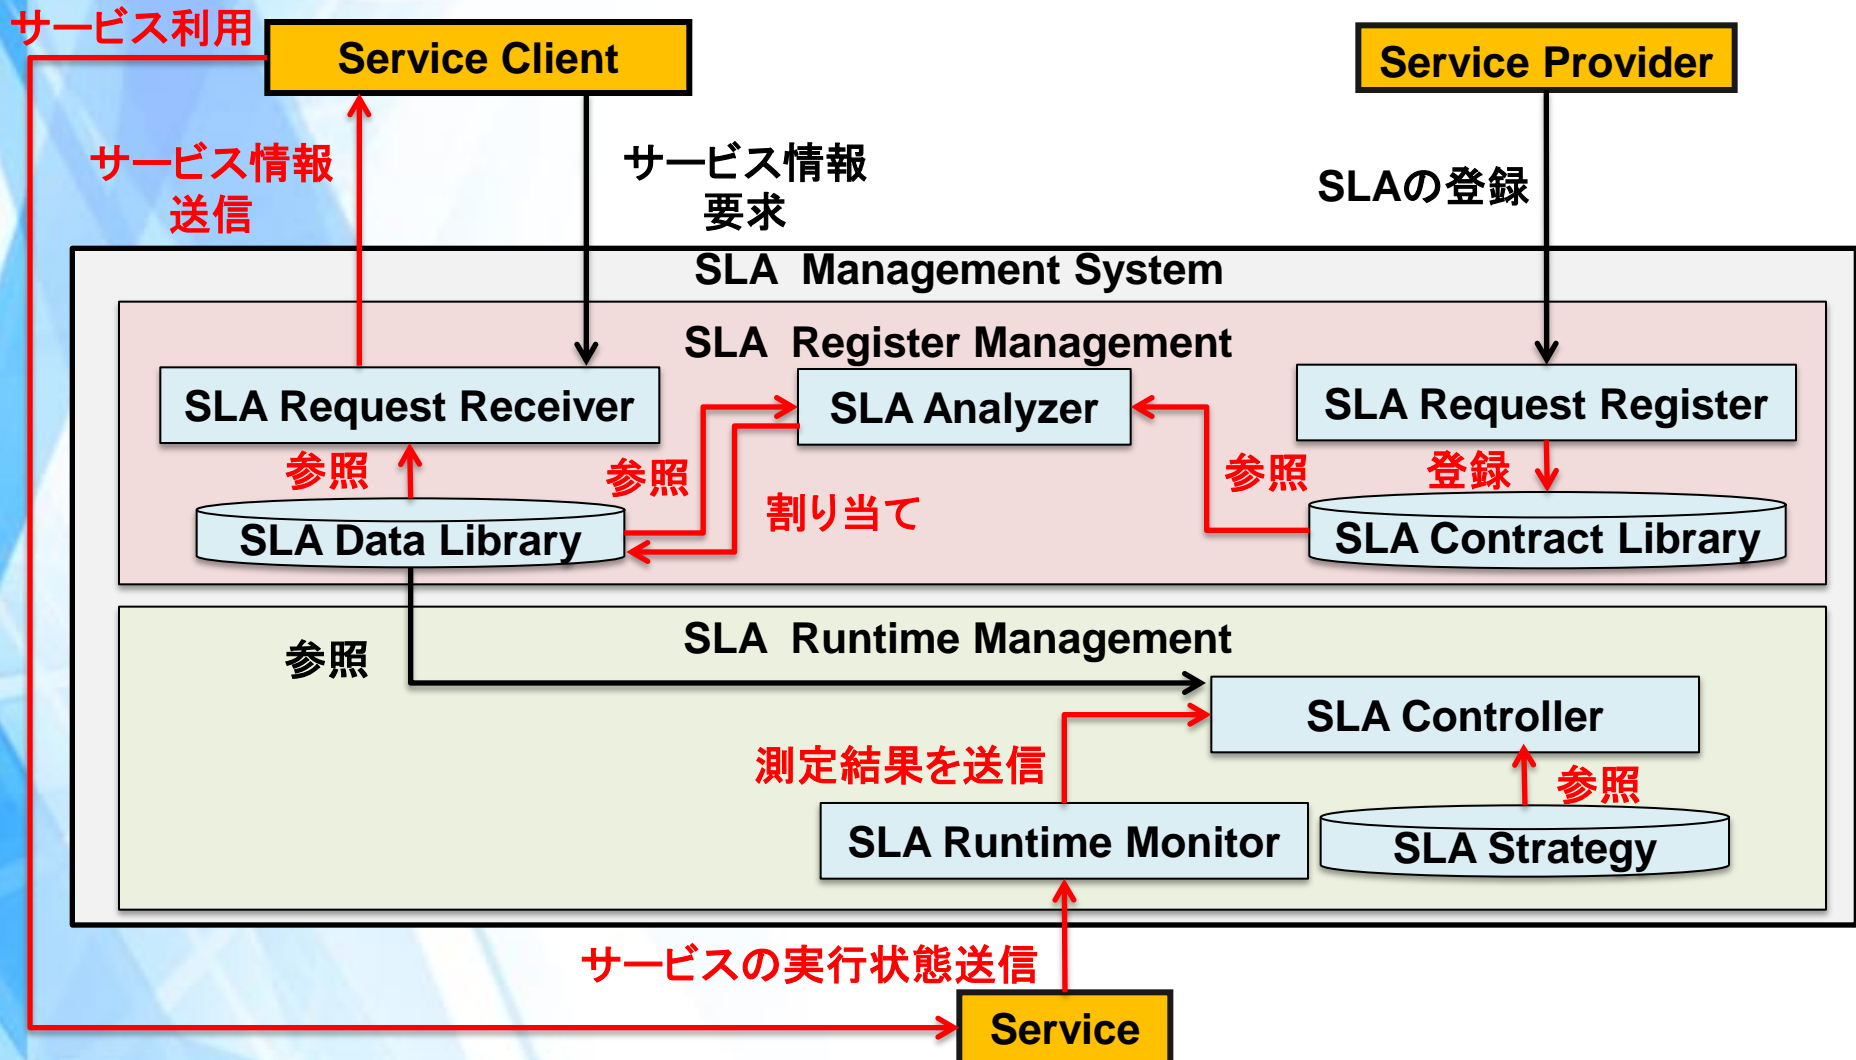 サービス利用
Service Client
Service Provider
サービス情報
送信
サービス情報
要求
SLAの登録
SLA Management System
SLA Register Management
SLA Request Receiver
SLA Analyzer
SLA Request Register
参照
参照
割り当て
参照
登録
SLA Data Library
SLA Contract Library
SLA Runtime Management
参照
SLA Controller
測定結果を送信
参照
SLA Runtime Monitor
SLA Strategy
サービスの実行状態送信
Service